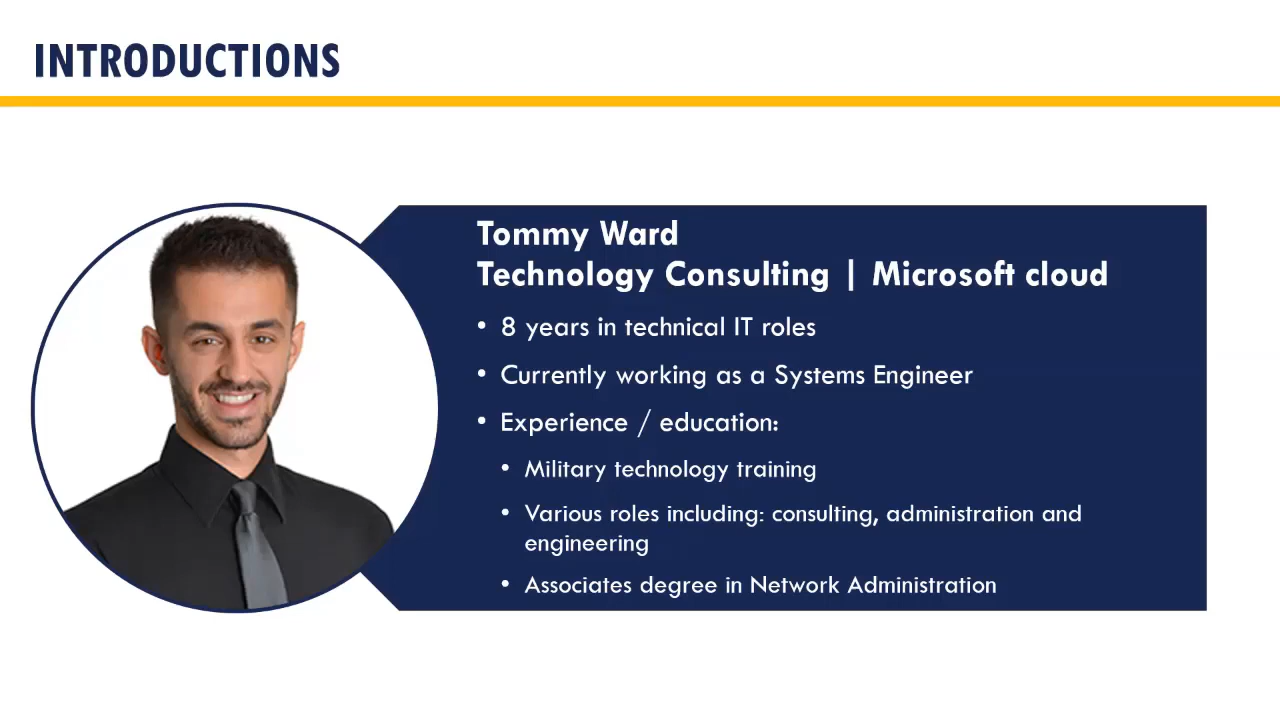 INTRODUCTIONS
Tommy Ward
Technology Consulting | Microsoft cloud
• 8 years in technical IT roles
• Currently working as a Systems Engineer
• Experience / education:
• Military technology training
• Various roles including: consulting, administration and
engineering
• Associates degree in Network Administration